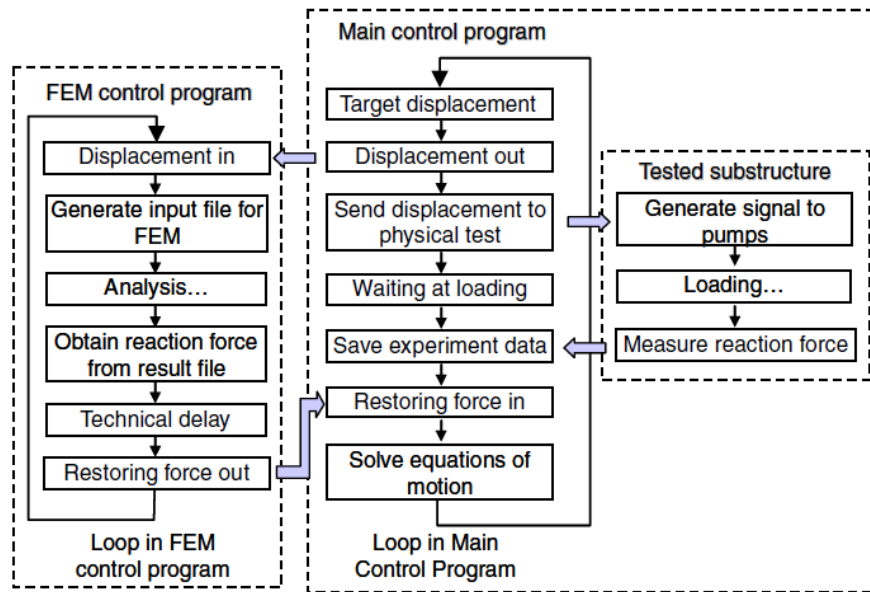 FEM control program
Displacement in
Generate input file for
FEM
Analysis…
Obtain reaction force
from result file
Technical delay
Restoring force out
Loop in FEM
control program
Main control program
Target displacement
Displacement out
Send displacement to
physical test
Waiting at loading
Save experiment data
Restoring force in
Solve equations of
motion
Loop in Main
Control Program
Tested substructure
Generate signal to
pumps
Loading…
Measure reaction force